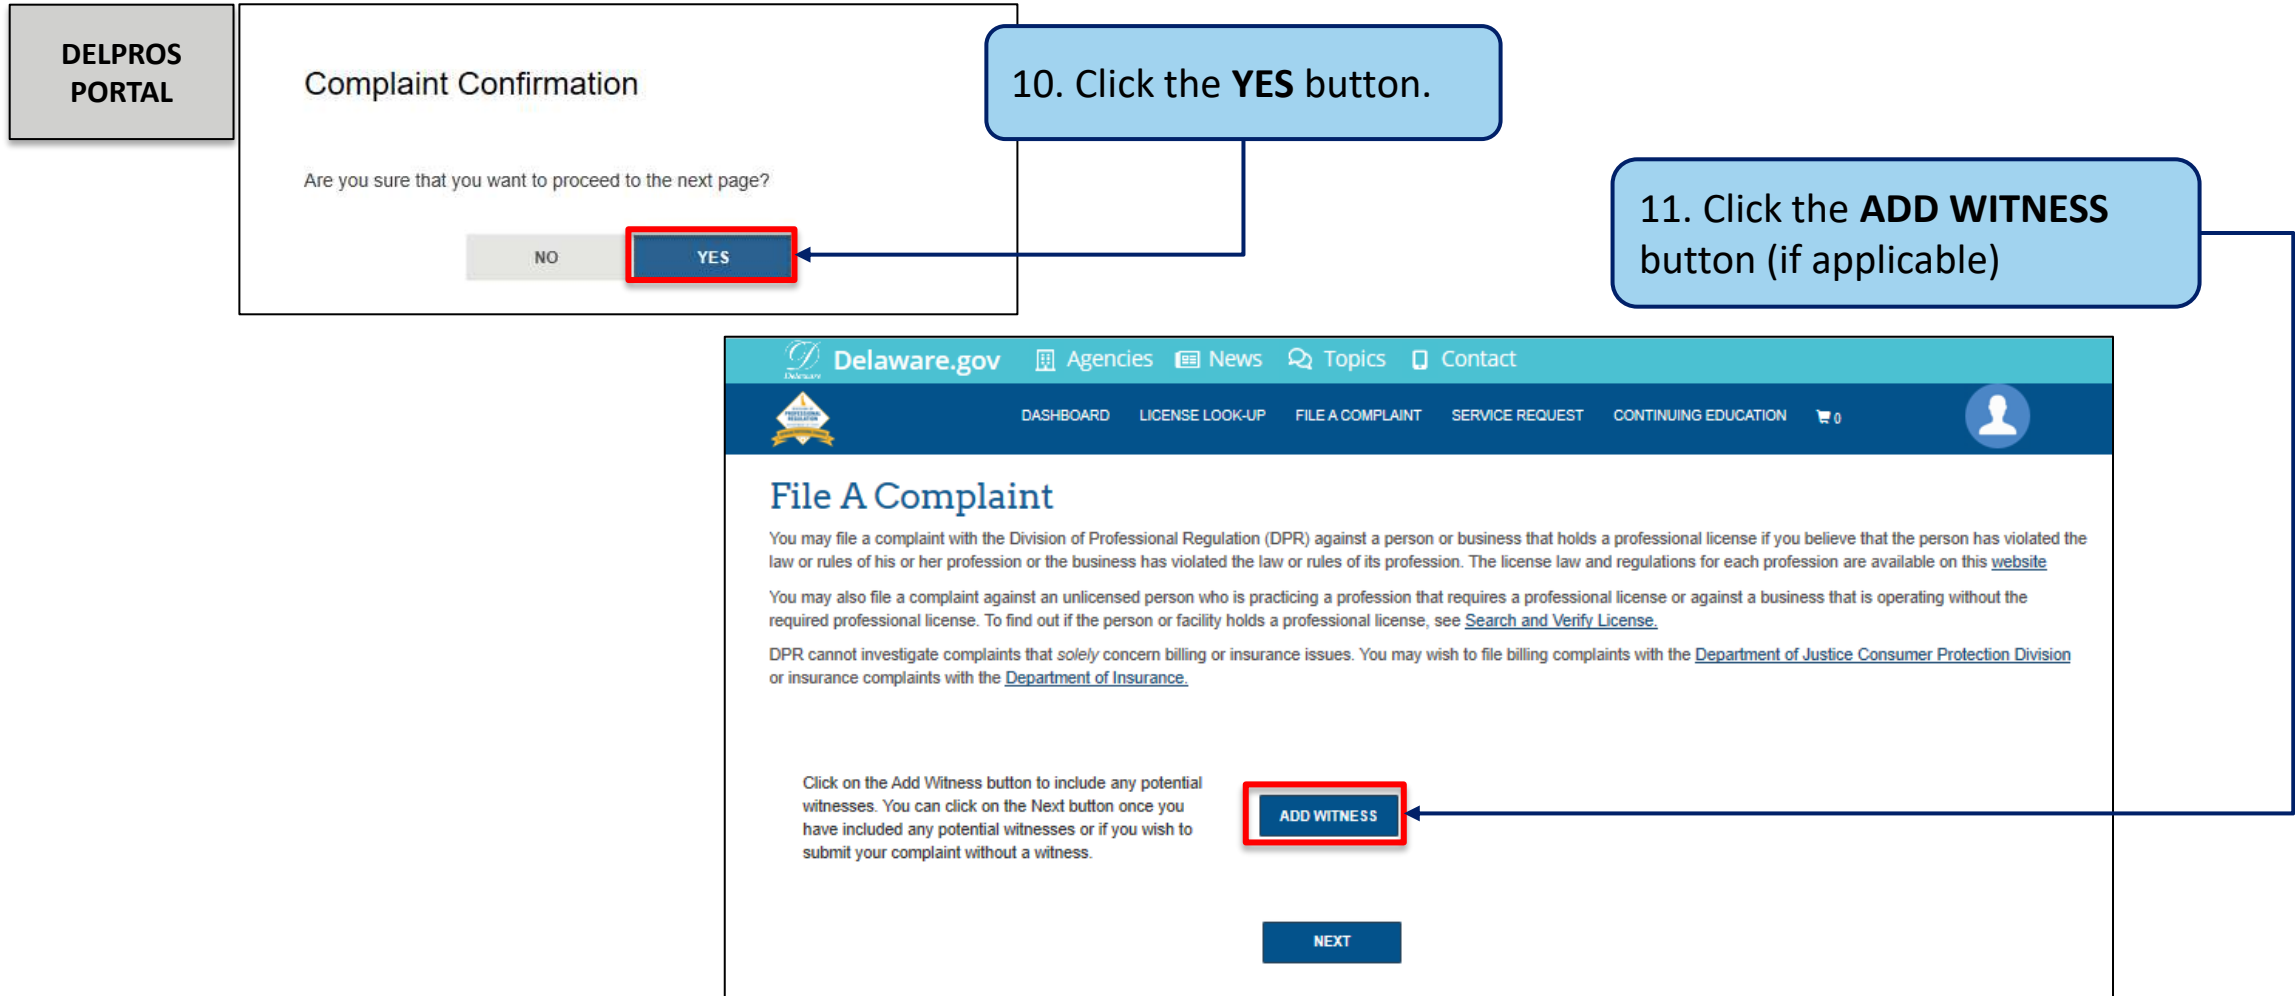 DELPROS
PORTAL
Complaint Confirmation
Are you sure that you want to proceed to the next page?
NO
YES
10. Click the YES button.
11. Click the ADD WITNESS
button (if applicable)
Delaware.gov
Agencies
News
Topics
Contact
Delaware
PROFESSIONAL
REGULATION
DASHBOARD
LICENSE LOOK-UP
FILE A COMPLAINT
SERVICE REQUEST
CONTINUING EDUCATION
0
File A Complaint
You may file a complaint with the Division of Professional Regulation (DPR) against a person or business that holds a professional license if you believe that the person has violated the
law or rules of his or her profession or the business has violated the law or rules of its profession. The license law and regulations for each profession are available on this website
You may also file a complaint against an unlicensed person who is practicing a profession that requires a professional license or against a business that is operating without the
required professional license. To find out if the person or facility holds a professional license, see Search and Verify License.
DPR cannot investigate complaints that solely concern billing or insurance issues. You may wish to file billing complaints with the Department of Justice Consumer Protection Division
or insurance complaints with the Department of Insurance.
Click on the Add Witness button to include any potential
witnesses. You can click on the Next button once you
have included any potential witnesses or if you wish to
submit your complaint without a witness.
ADD WITNESS
NEXT